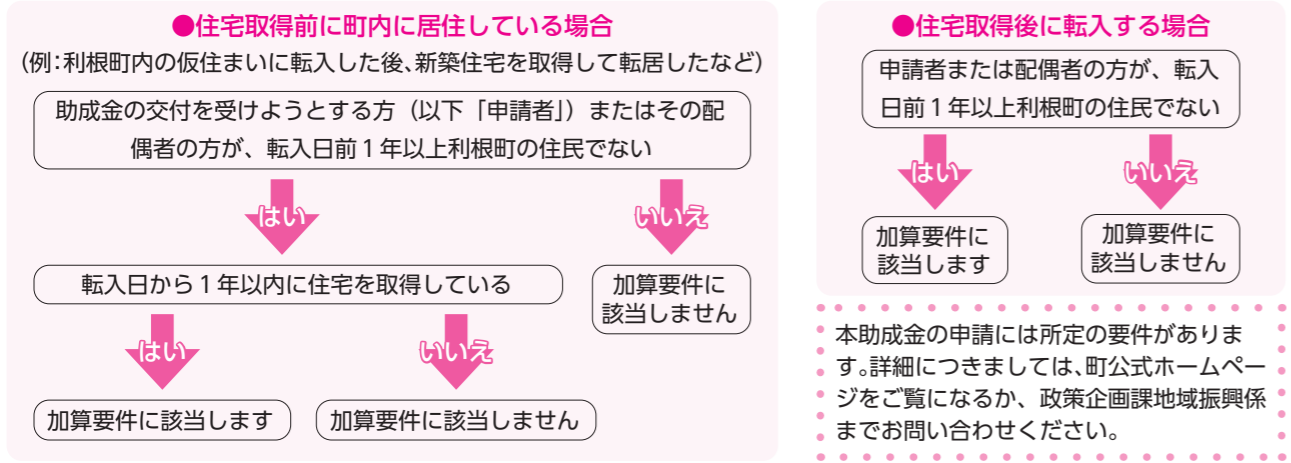 ●住宅取得前に町内に居住している場合
（例：利根町内の仮住まいに転入した後、新築住宅を取得して転居したなど）
助成金の交付を受けようとする方（以下「申請者」）またはその配
偶者の方が、転入日前１年以上利根町の住民でない
はい
いいえ
転入日から１年以内に住宅を取得している
加算要件に
該当しません
はい
いいえ
加算要件に該当します
加算要件に該当しません
●住宅取得後に転入する場合
申請者または配偶者の方が、転入
日前１年以上利根町の住民でない
はい
いいえ
加算要件に
該当します
加算要件に
該当しません
本助成金の申請には所定の要件がありま
す。詳細につきましては、町公式ホームペー
ジをご覧になるか、政策企画課地域振興係
までお問い合わせください。